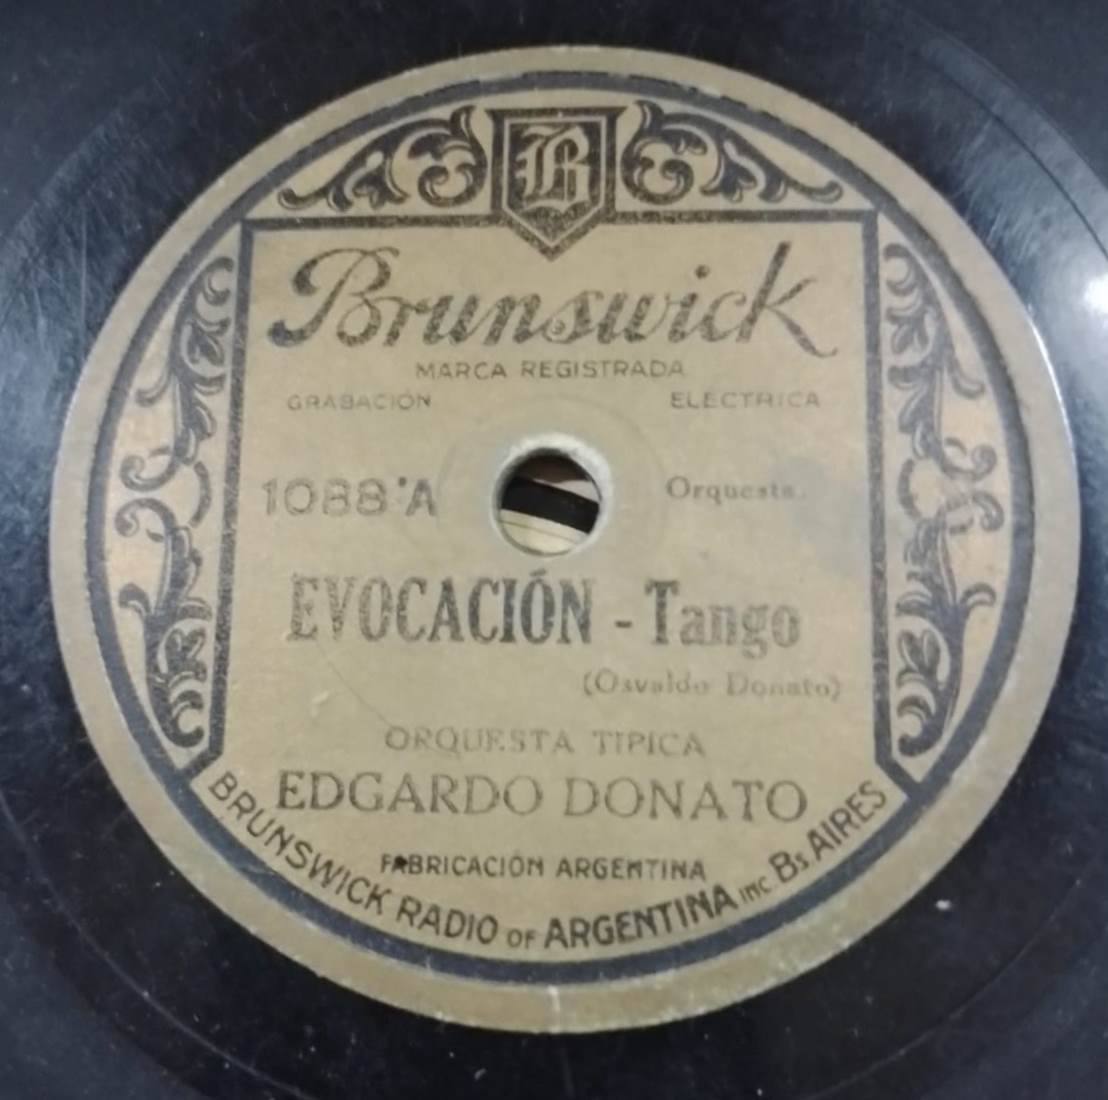 B
Brunswick
MARCA REGISTRADA
GRABACIÓN ELECTRICA
1088 A Orquesta.
EVOCACIÓN - Tango
(Osvaldo Donato)
ORQUESTA TIPICA
EDGARDO DONATO
FABRICACIÓN ARGENTINA
BRUNSWICK RADIO OF ARGENTINA INC. Bs AIRES